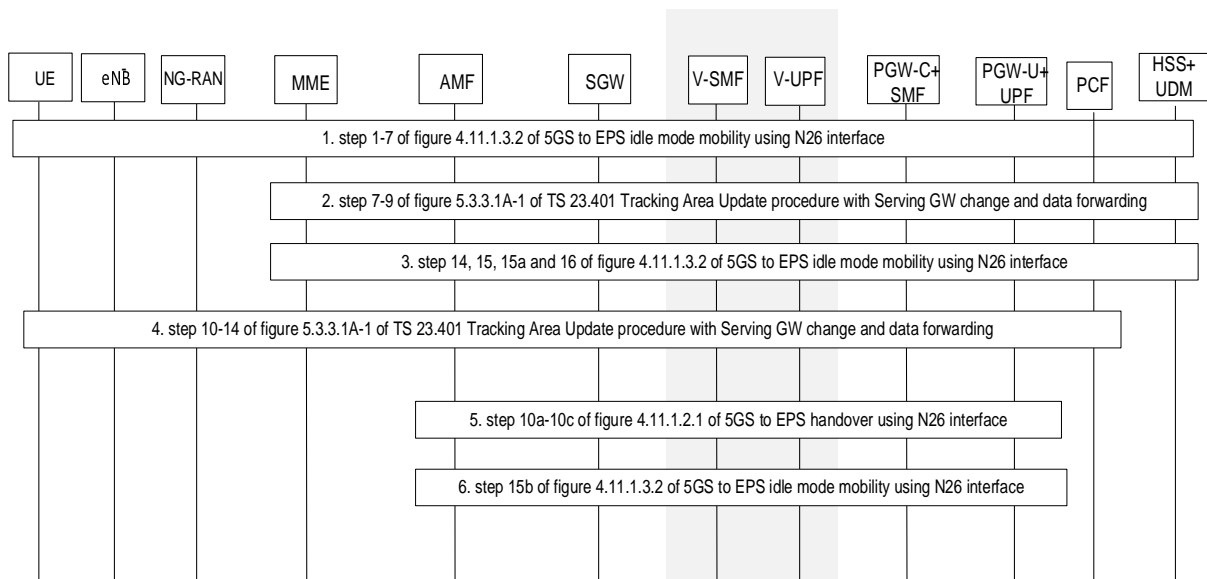 UE
eNB
NG-RAN
MME
AMF
SGW
V-SMF
V-UPF
PGW-C+
SMF
PGW-U+
UPF
PCF
HSS+
UDM
1. step 1-7 of figure 4.11.1.3.2 of 5GS to EPS idle mode mobility using N26 interface
2. step 7-9 of figure 5.3.3.1A-1 of TS 23.401 Tracking Area Update procedure with Serving GW change and data forwarding
3. step 14, 15, 15a and 16 of figure 4.11.1.3.2 of 5GS to EPS idle mode mobility using N26 interface
4. step 10-14 of figure 5.3.3.1A-1 of TS 23.401 Tracking Area Update procedure with Serving GW change and data forwarding
5. step 10a-10c of figure 4.11.1.2.1 of 5GS to EPS handover using N26 interface
6. step 15b of figure 4.11.1.3.2 of 5GS to EPS idle mode mobility using N26 interface